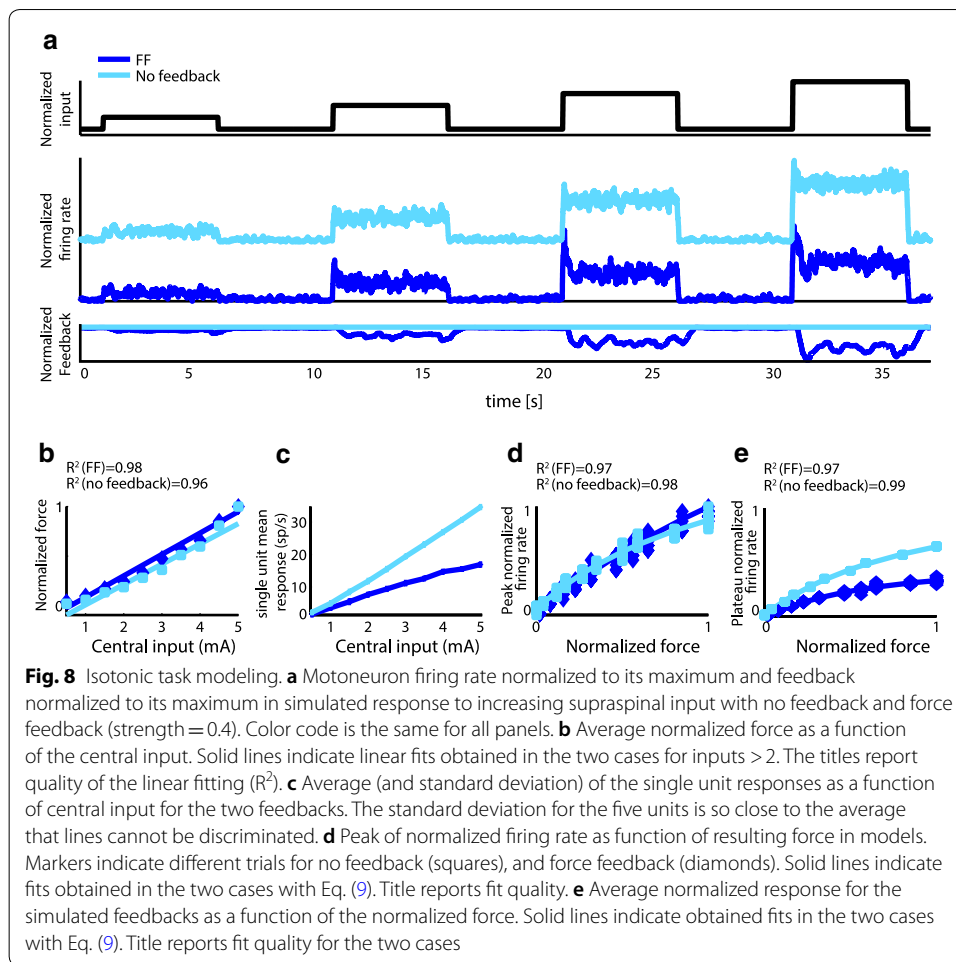 a
FF
No feedback
Normalized
input
Normalized
firing rate
Normalized
Feedback
0 5 10 15 20 25 30 35
time [s]
b
R²(FF)=0.98
R²(no feedback)=0.96
Normalized force
1
0
1 2 3 4 5
Central input (mA)
c
single unit mean
response (sp/s)
30
20
10
0
1 2 3 4 5
Central input (mA)
d
R²(FF)=0.97
R²(no feedback)=0.98
Peak normalized
firing rate
1
0
0 1
Normalized force
e
R²(FF)=0.97
R²(no feedback)=0.99
Plateau normalized
firing rate
1
0
0 1
Normalized force
Fig. 8 Isotonic task modeling. a Motoneuron firing rate normalized to its maximum and feedback
normalized to its maximum in simulated response to increasing supraspinal input with no feedback and force
feedback (strength = 0.4). Color code is the same for all panels. b Average normalized force as a function
of the central input. Solid lines indicate linear fits obtained in the two cases for inputs > 2. The titles report
quality of the linear fitting (R²). c Average (and standard deviation) of the single unit responses as a function
of central input for the two feedbacks. The standard deviation for the five units is so close to the average
that lines cannot be discriminated. d Peak of normalized firing rate as function of resulting force in models.
Markers indicate different trials for no feedback (squares), and force feedback (diamonds). Solid lines indicate
fits obtained in the two cases with Eq. (9). Title reports fit quality. e Average normalized response for the
simulated feedbacks as a function of the normalized force. Solid lines indicate obtained fits in the two cases
with Eq. (9). Title reports fit quality for the two cases